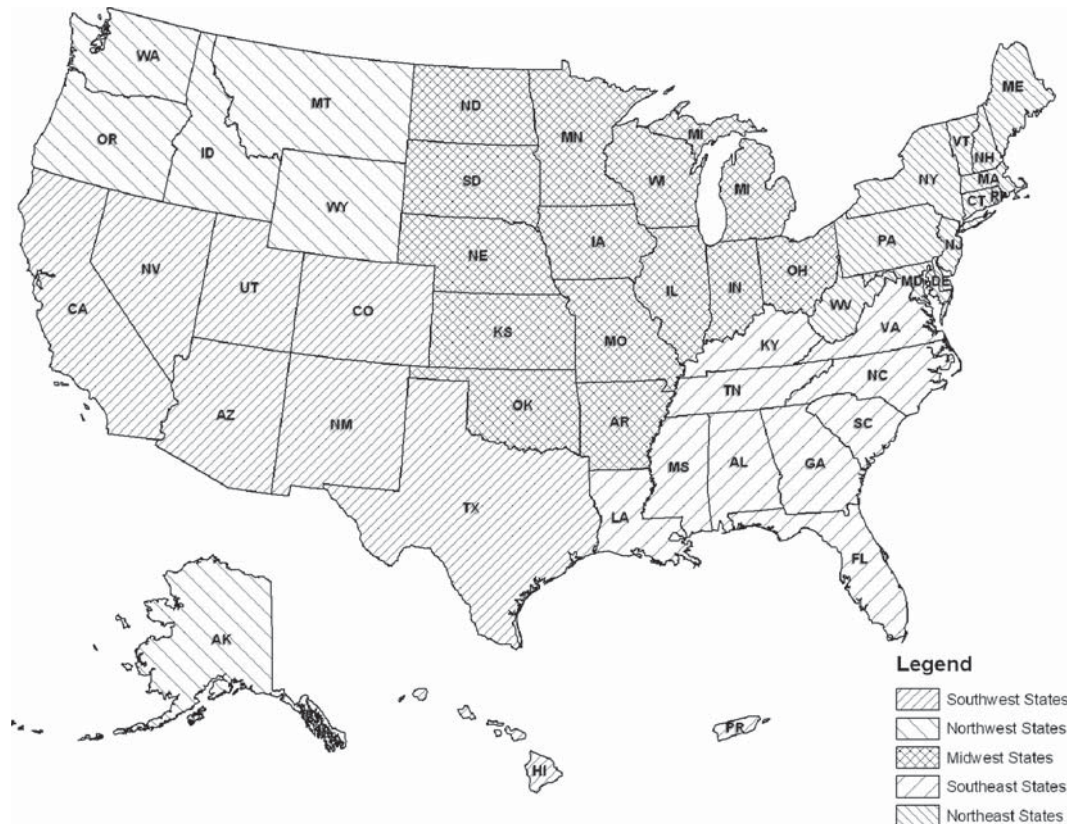 WA
MT
ND
MN
ME
OR
ID
MI
VT
NH
SD
WI
MI
NY
MA
WY
CT
RI
IA
PA
NJ
NE
OH
NV
UT
IL
IN
MD
DE
CA
CO
WV
VA
KS
MO
KY
NC
TN
AZ
NM
OK
AR
SC
MS
AL
GA
TX
LA
FL
AK
PR
HI
Legend
Southwest States
Northwest States
Midwest States
Southeast States
Northeast States